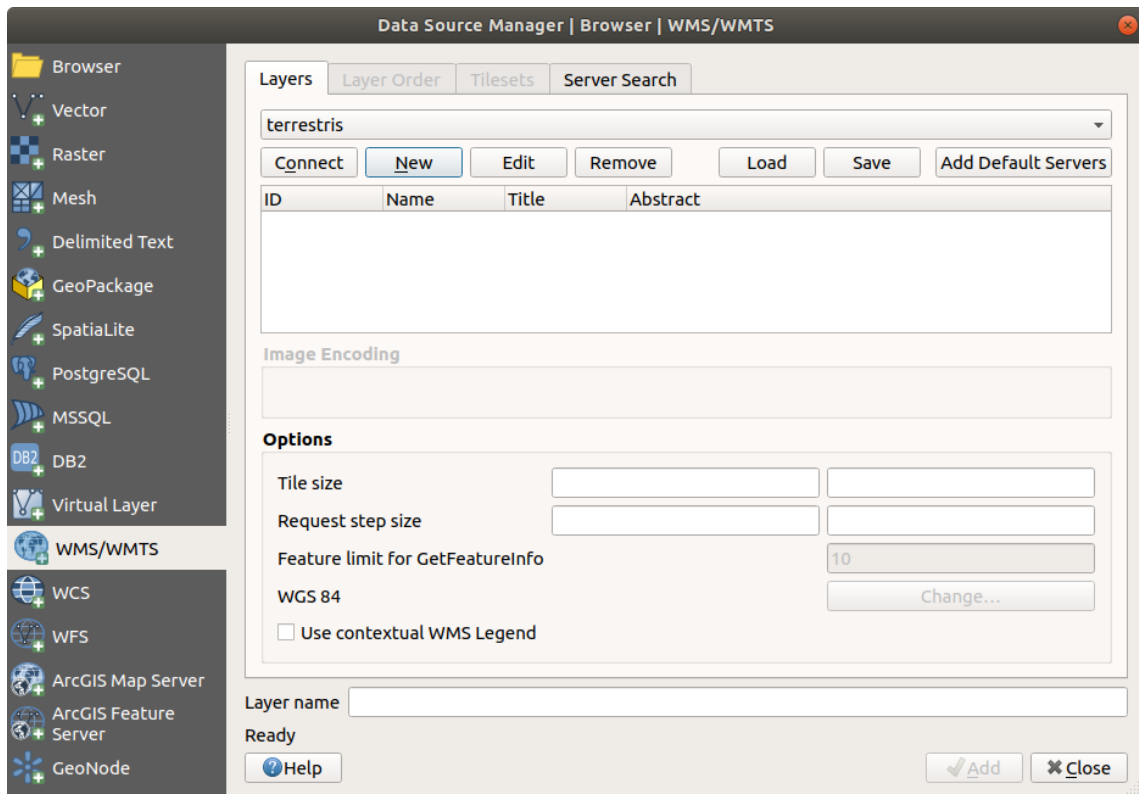 Data Source Manager | Browser | WMS/WMTS
Browser
Vector
Raster
Mesh
Delimited Text
GeoPackage
SpatiaLite
PostgreSQL
MSSQL
DB2
DB2
Virtual Layer
WMS/WMTS
WCS
WFS
ArcGIS Map Server
ArcGIS Feature
Server
GeoNode
Layers Layer Order Tilesets Server Search
terrestris
Connect New Edit Remove Load Save Add Default Servers
ID Name Title Abstract
Image Encoding
Options
Tile size
Request step size
Feature limit for GetFeatureInfo 10
WGS 84 Change...
Use contextual WMS Legend
Layer name
Ready
Help Add Close